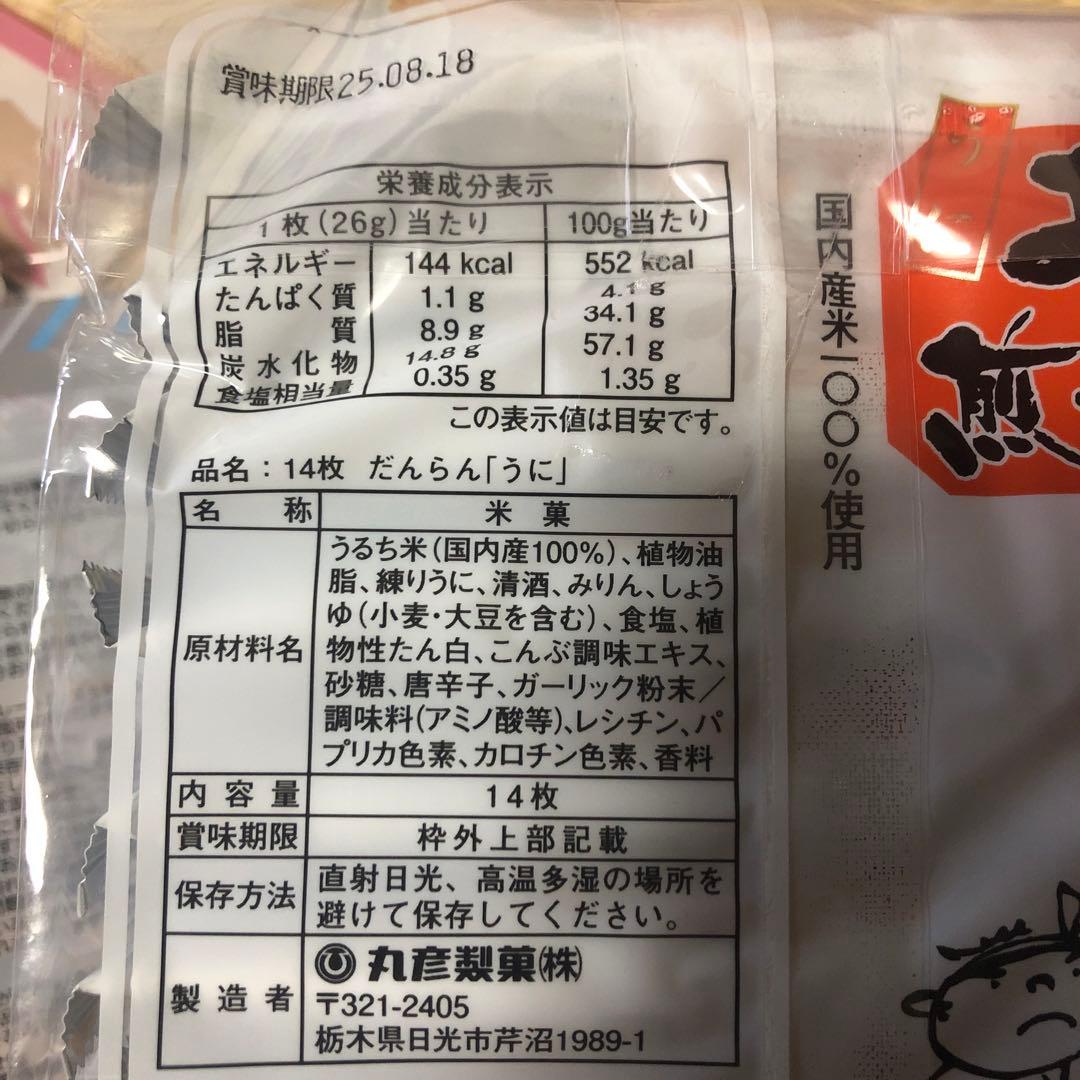 賞味期限25.08.18
栄養成分表示
1枚(26g)当たり 100g当たり
エネルギー 144 kcal 552 kcal
たんぱく質 1.1 g 4.1 g
脂質 8.9 g 34.1 g
炭水化物 14.8 g 57.1 g
食塩相当量 0.35 g 1.35 g
この表示値は目安です。
品名：14枚 だんらん「うに」
名称 米菓
原材料名
うるち米(国内産100%)、植物油
脂、練りうに、清酒、みりん、しょう
ゆ(小麦・大豆を含む)、食塩、植
物性たん白、こんぶ調味エキス、
砂糖、唐辛子、ガーリック粉末／
調味料(アミノ酸等)、レシチン、パ
プリカ色素、カロチン色素、香料
内容量 14枚
賞味期限 枠外上部記載
保存方法
直射日光、高温多湿の場所を
避けて保存してください。
製造者
丸彦製菓㈱
〒321-2405
栃木県日光市芹沼1989-1
国内産米一〇〇%使用
煎